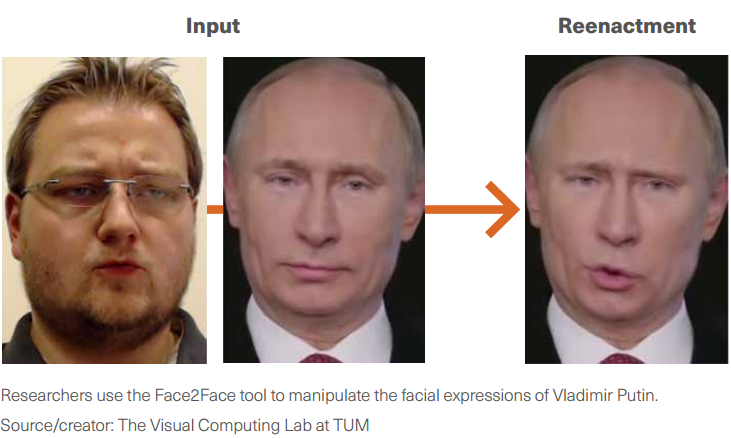 Input
Reenactment
Researchers use the Face2Face tool to manipulate the facial expressions of Vladimir Putin.
Source/creator: The Visual Computing Lab at TUM